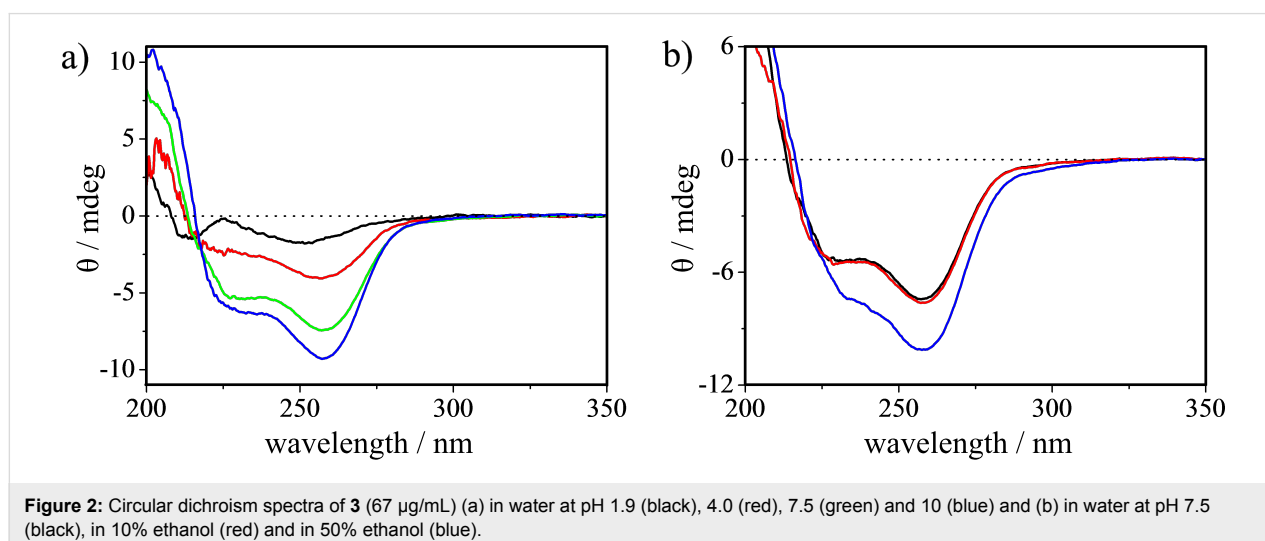 a)
10
5
0
-5
-10
θ / mdeg
200 250 300 350
wavelength / nm
b)
6
0
-6
-12
θ / mdeg
200 250 300 350
wavelength / nm
Figure 2: Circular dichroism spectra of 3 (67 μg/mL) (a) in water at pH 1.9 (black), 4.0 (red), 7.5 (green) and 10 (blue) and (b) in water at pH 7.5
(black), in 10% ethanol (red) and in 50% ethanol (blue).